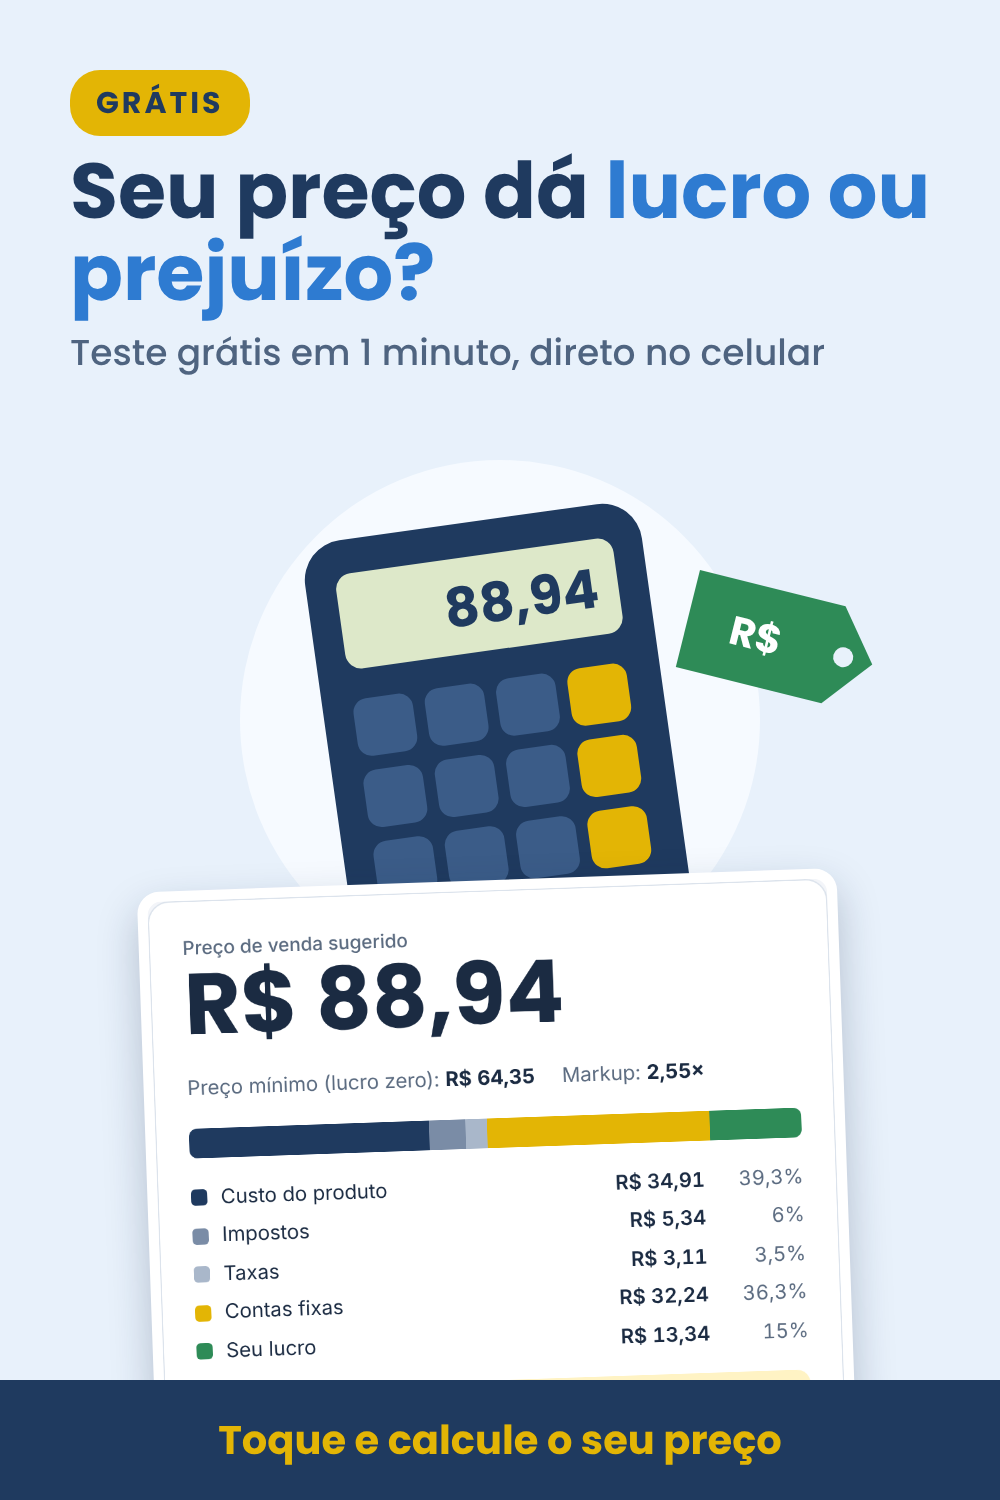 GRÁTIS
Seu preço dá lucro ou
prejuízo?
Teste grátis em 1 minuto, direto no celular
88,94
R$
Preço de venda sugerido
R$ 88,94
Preço mínimo (lucro zero): R$ 64,35 Markup: 2,55×
Custo do produto R$ 34,91 39,3%
Impostos R$ 5,34 6%
Taxas R$ 3,11 3,5%
Contas fixas R$ 32,24 36,3%
Seu lucro R$ 13,34 15%
Toque e calcule o seu preço